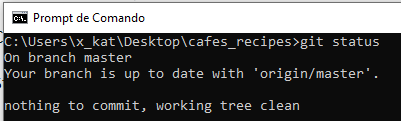 Prompt de Comando
C:\Users\x_kat\Desktop\cafes_recipes>git status
On branch master
Your branch is up to date with 'origin/master'.
nothing to commit, working tree clean